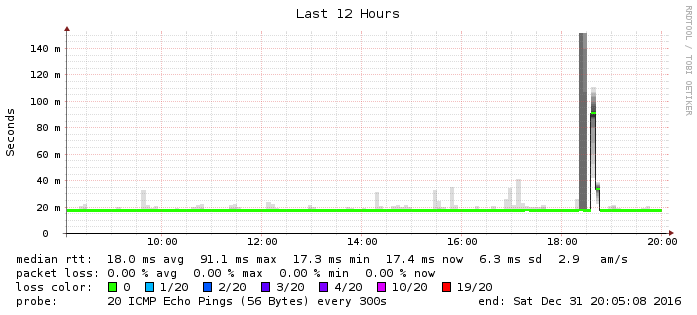 Last 12 Hours
RRDTOOL / TOBI OETIKER
Seconds
140 m
120 m
100 m
80 m
60 m
40 m
20 m
0
10:00 12:00 14:00 16:00 18:00 20:00
median rtt: 18.0 ms avg 91.1 ms max 17.3 ms min 17.4 ms now 6.3 ms sd 2.9 am/s
packet loss: 0.00 % avg 0.00 % max 0.00 % min 0.00 % now
loss color: 0 1/20 2/20 3/20 4/20 10/20 19/20
probe: 20 ICMP Echo Pings (56 Bytes) every 300s end: Sat Dec 31 20:05:08 2016